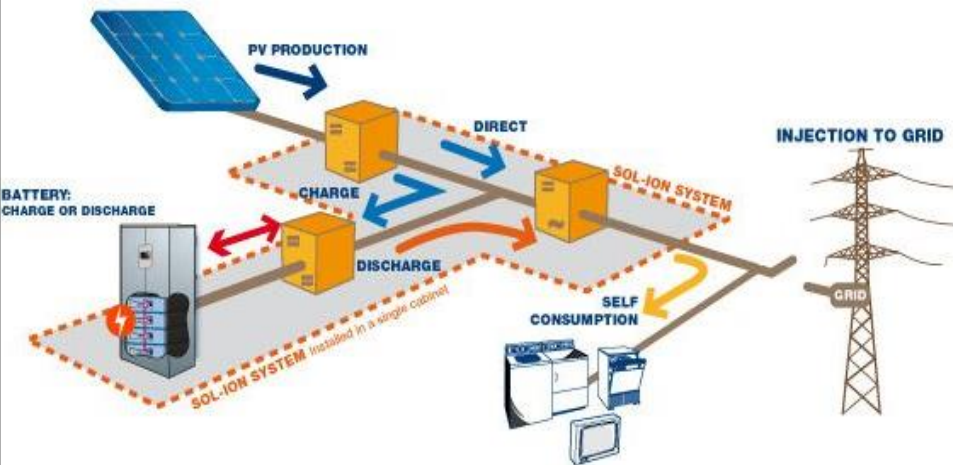 PV PRODUCTION
DIRECT
INJECTION TO GRID
SOL-ION SYSTEM
CHARGE
BATTERY:
CHARGE OR DISCHARGE
DISCHARGE
GRID
SELF
CONSUMPTION
SOL-ION SYSTEM Installed in a single cabinet